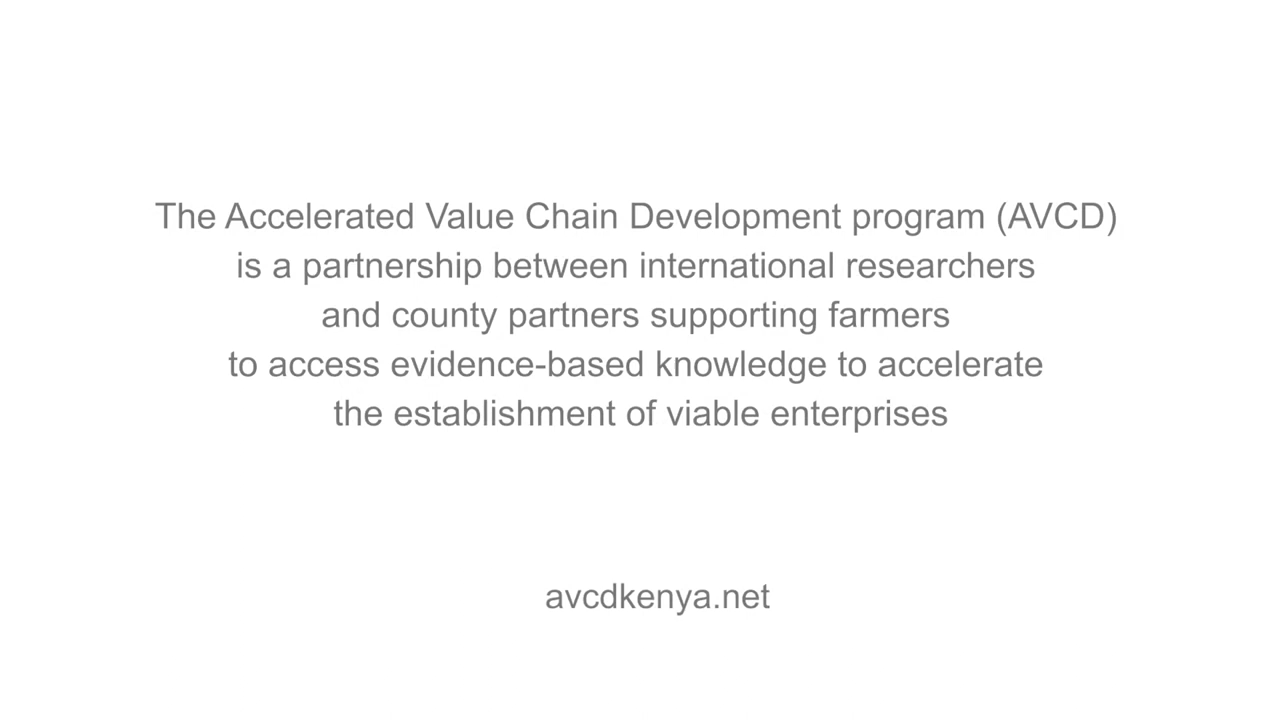 The Accelerated Value Chain Development program (AVCD)
is a partnership between international researchers
and county partners supporting farmers
to access evidence-based knowledge to accelerate
the establishment of viable enterprises
avcdkenya.net